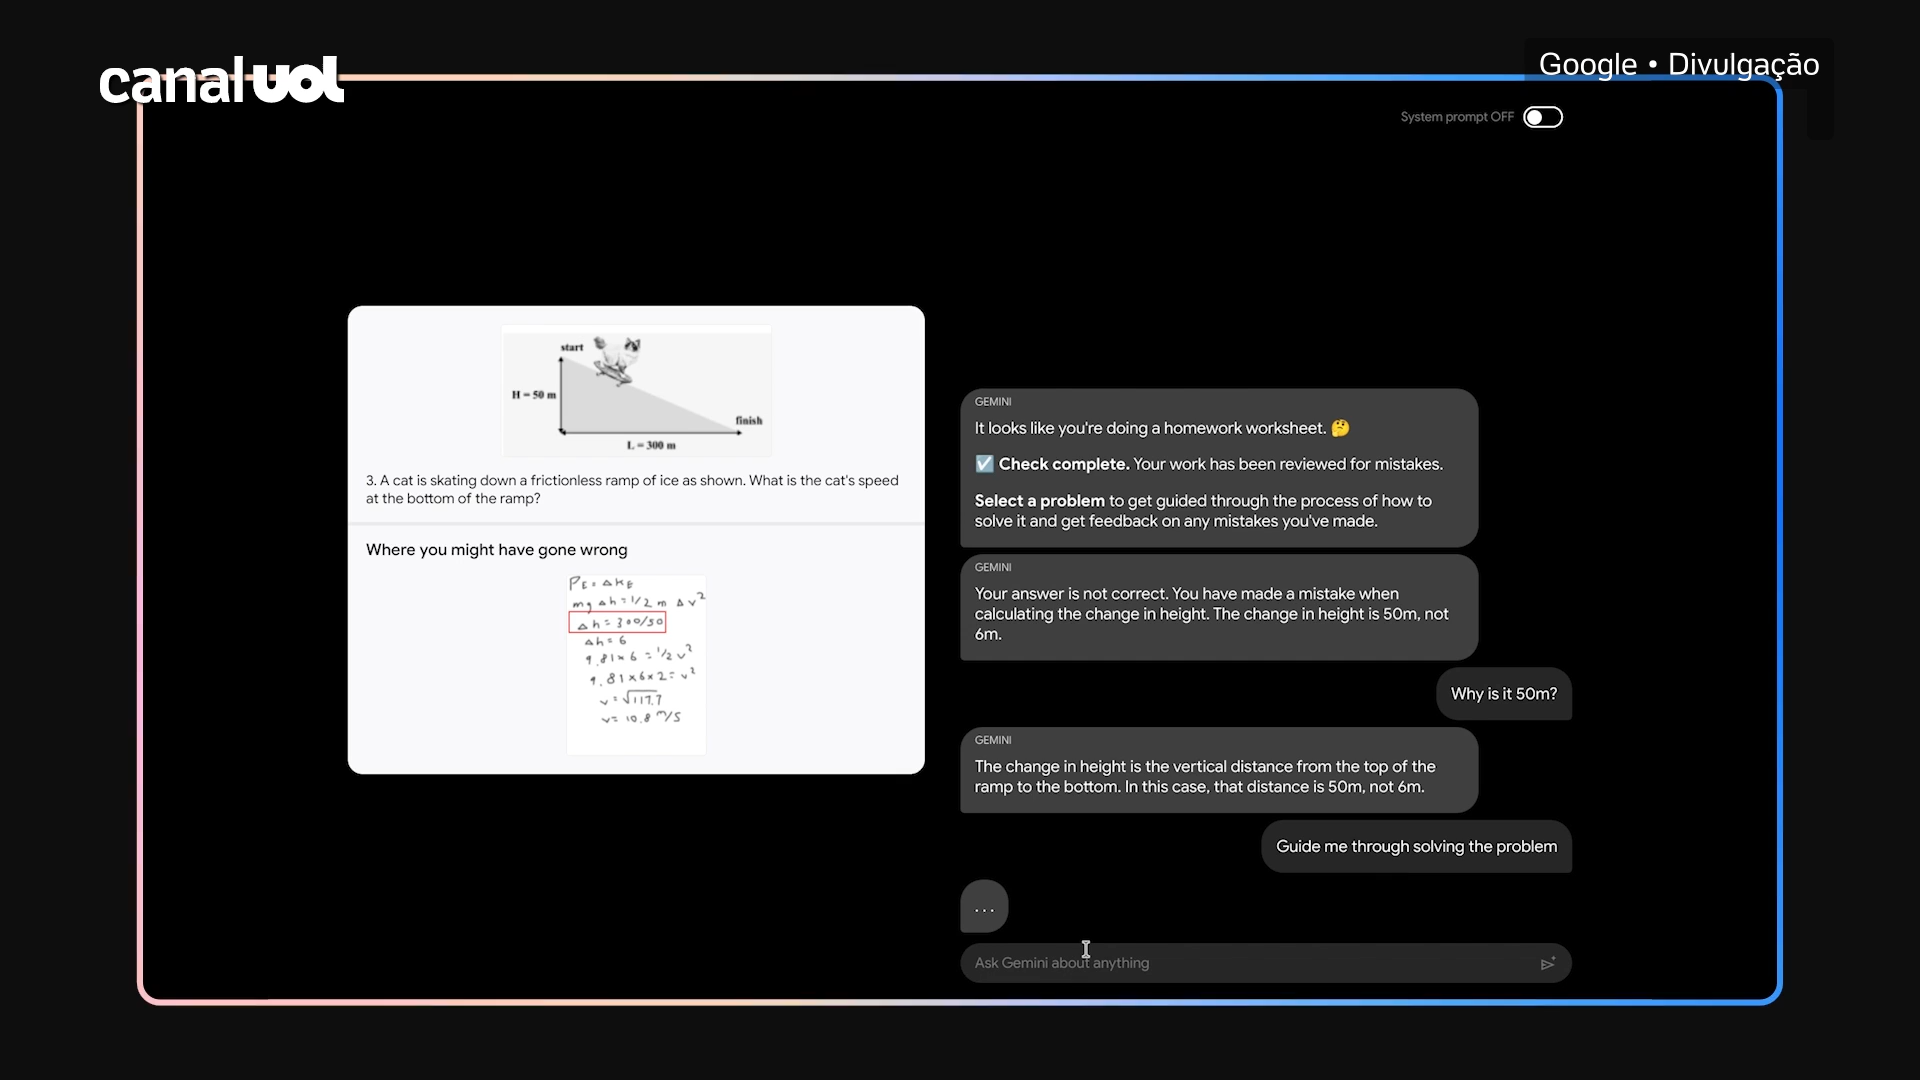 canal uol
Google • Divulgação
System prompt OFF
start
H = 50 m
finish
L = 300 m
3. A cat is skating down a frictionless ramp of ice as shown. What is the cat's speed
at the bottom of the ramp?
Where you might have gone wrong
PE = ΔKE
mg Δh = 1/2 m Δv²
Δh = 300/50
Δh = 6
9.81 × 6 = 1/2 v²
9.81 × 6 × 2 = v²
v = √117.7
v = 10.8 m/s
GEMINI
It looks like you're doing a homework worksheet. 🤔
☑️ Check complete. Your work has been reviewed for mistakes.
Select a problem to get guided through the process of how to
solve it and get feedback on any mistakes you've made.
GEMINI
Your answer is not correct. You have made a mistake when
calculating the change in height. The change in height is 50m, not
6m.
Why is it 50m?
GEMINI
The change in height is the vertical distance from the top of the
ramp to the bottom. In this case, that distance is 50m, not 6m.
Guide me through solving the problem
...
Ask Gemini about anything